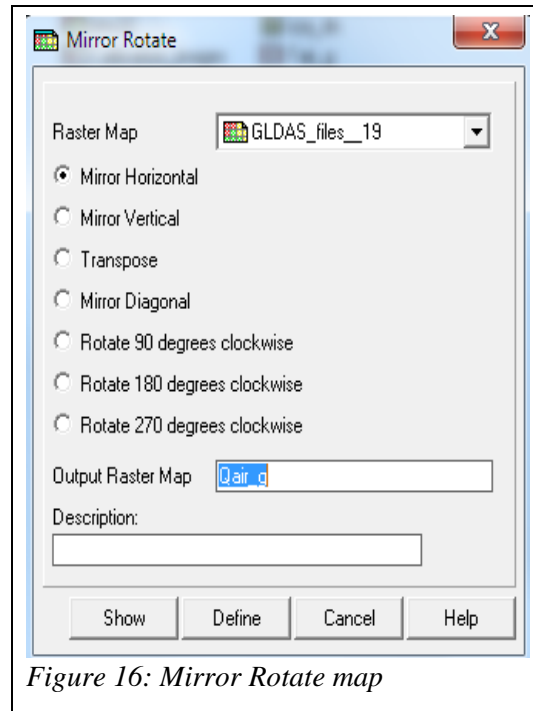 Mirror Rotate
Raster Map GLDAS_files__19
Mirror Horizontal
Mirror Vertical
Transpose
Mirror Diagonal
Rotate 90 degrees clockwise
Rotate 180 degrees clockwise
Rotate 270 degrees clockwise
Output Raster Map Qair_g
Description:
Show Define Cancel Help
Figure 16: Mirror Rotate map